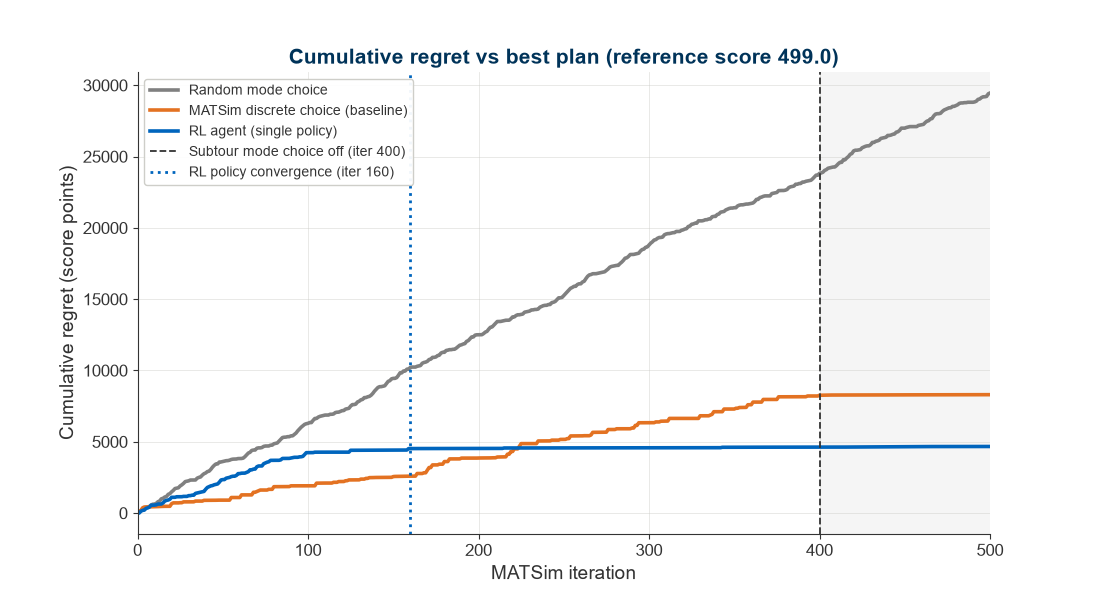 Cumulative regret vs best plan (reference score 499.0)
Random mode choice
MATSim discrete choice (baseline)
RL agent (single policy)
Subtour mode choice off (iter 400)
RL policy convergence (iter 160)
Cumulative regret (score points)
30000
25000
20000
15000
10000
5000
0
0 100 200 300 400 500
MATSim iteration